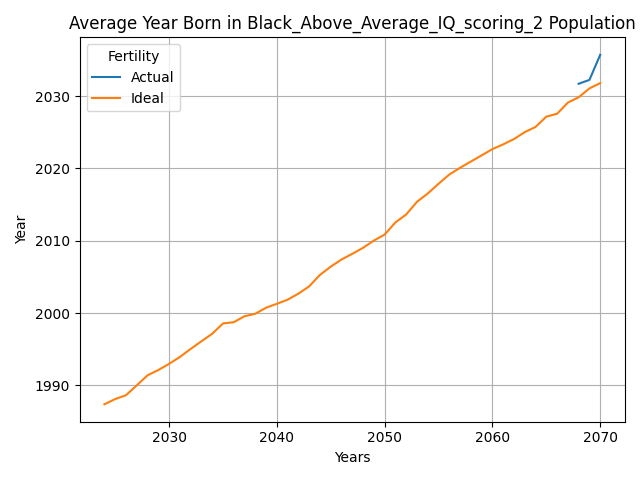 Average Year Born in Black_Above_Average_IQ_scoring_2 Population
Fertility
Actual
Ideal
2030
2020
2010
2000
1990
Year
2030 2040 2050 2060 2070
Years